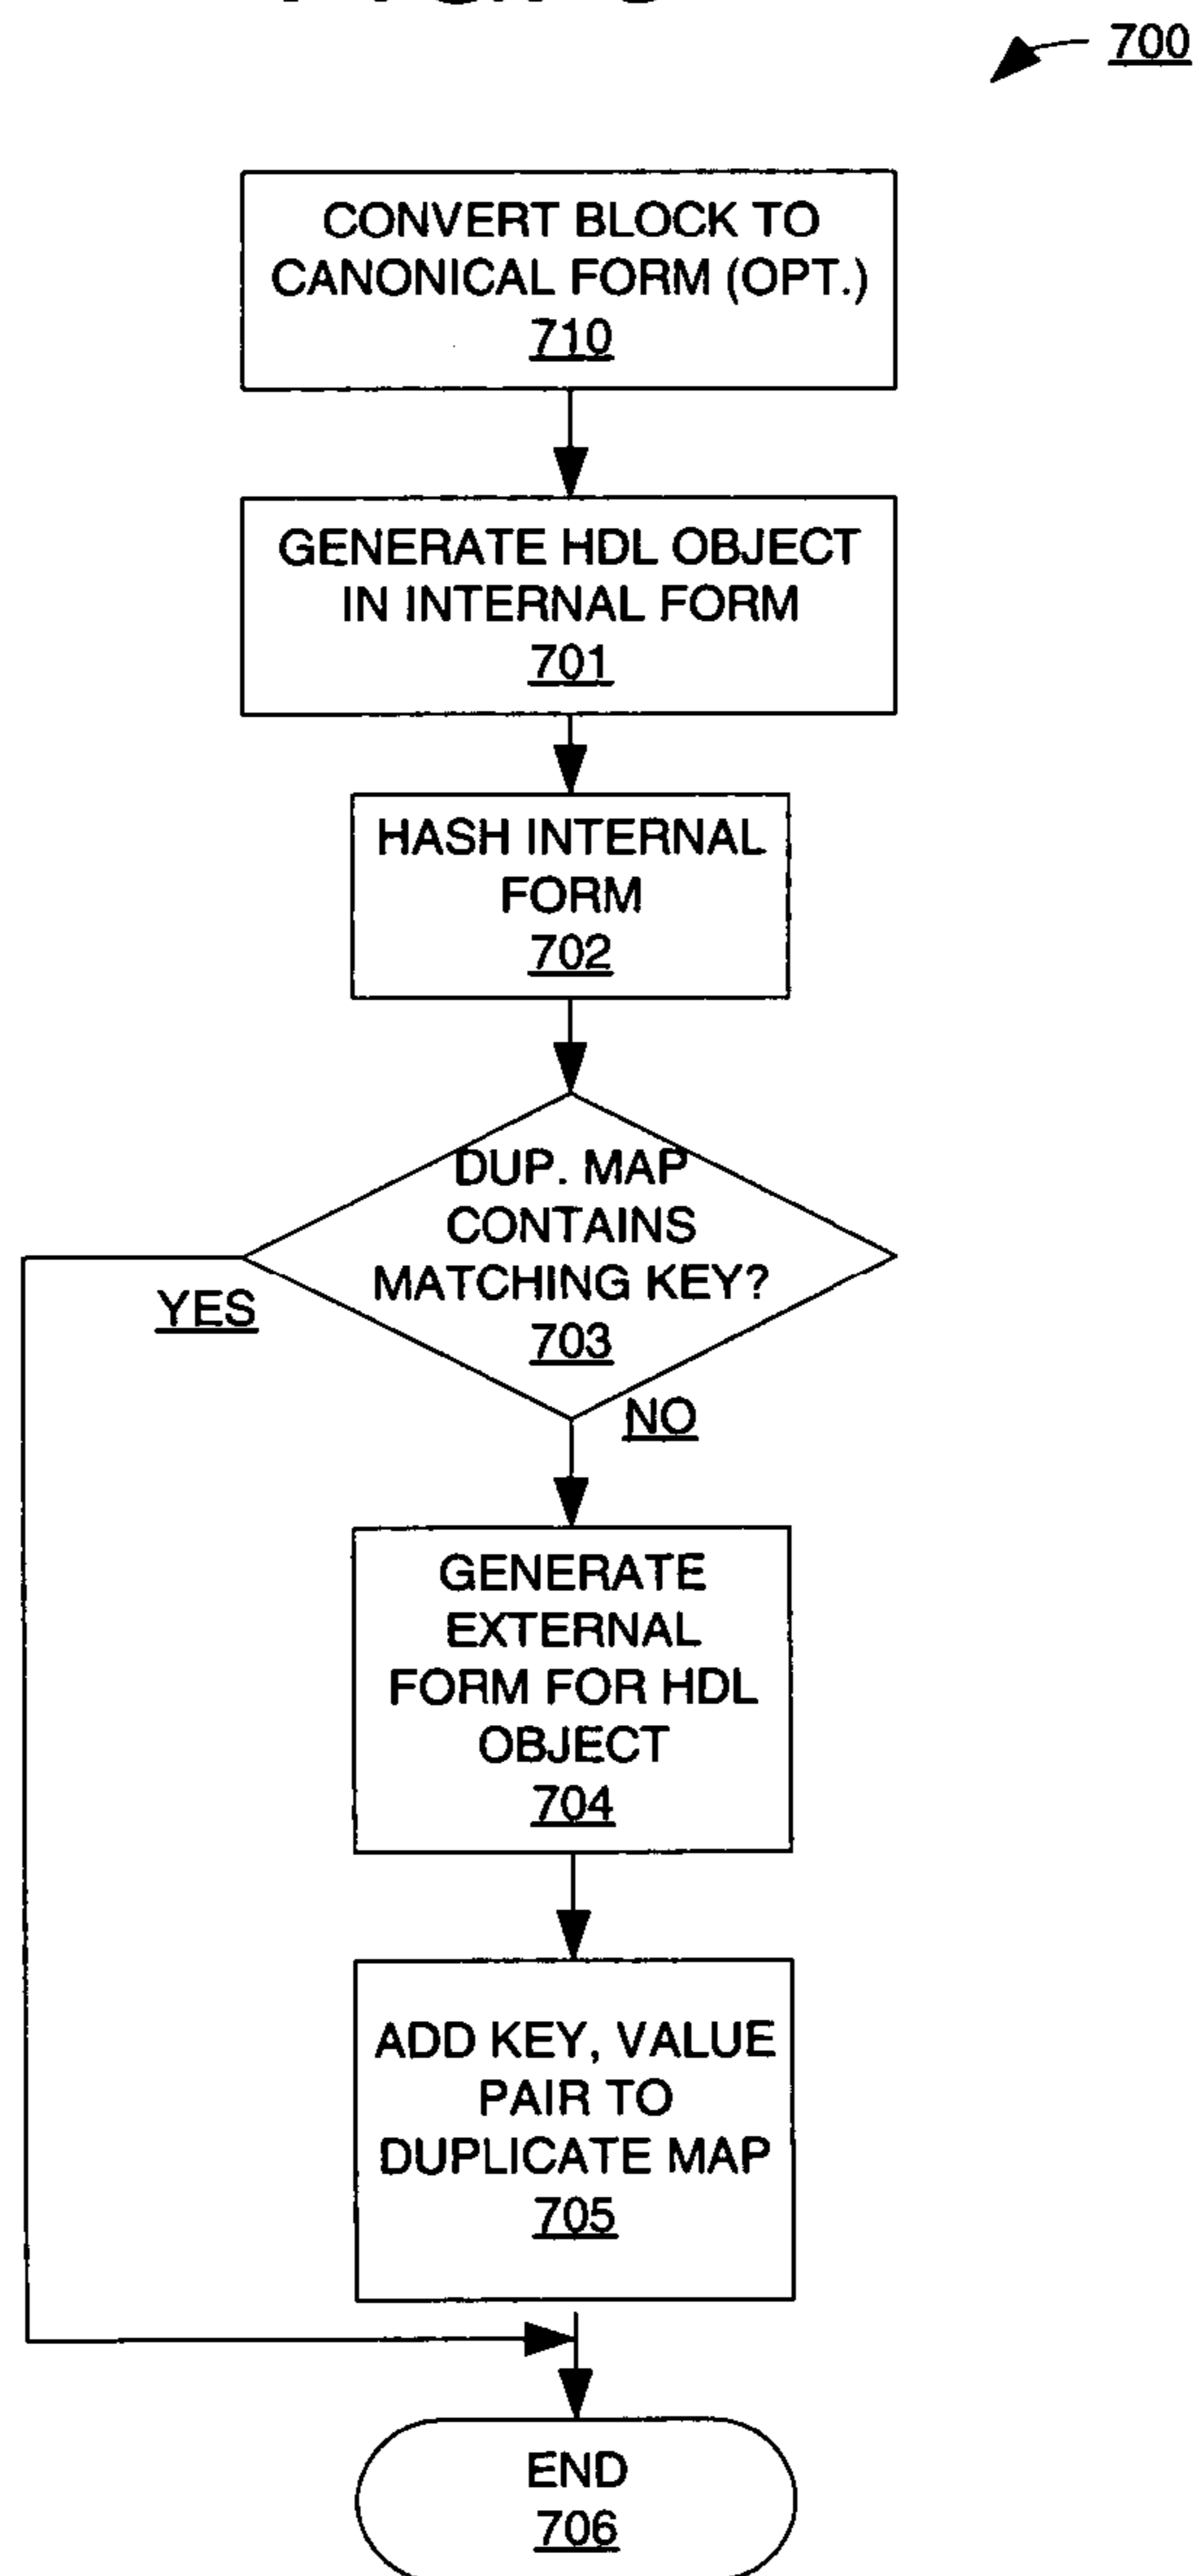 700
CONVERT BLOCK TO
CANONICAL FORM (OPT.)
710
GENERATE HDL OBJECT
IN INTERNAL FORM
701
HASH INTERNAL
FORM
702
DUP. MAP
CONTAINS
MATCHING KEY?
703
YES
NO
GENERATE
EXTERNAL
FORM FOR HDL
OBJECT
704
ADD KEY, VALUE
PAIR TO
DUPLICATE MAP
705
END
706